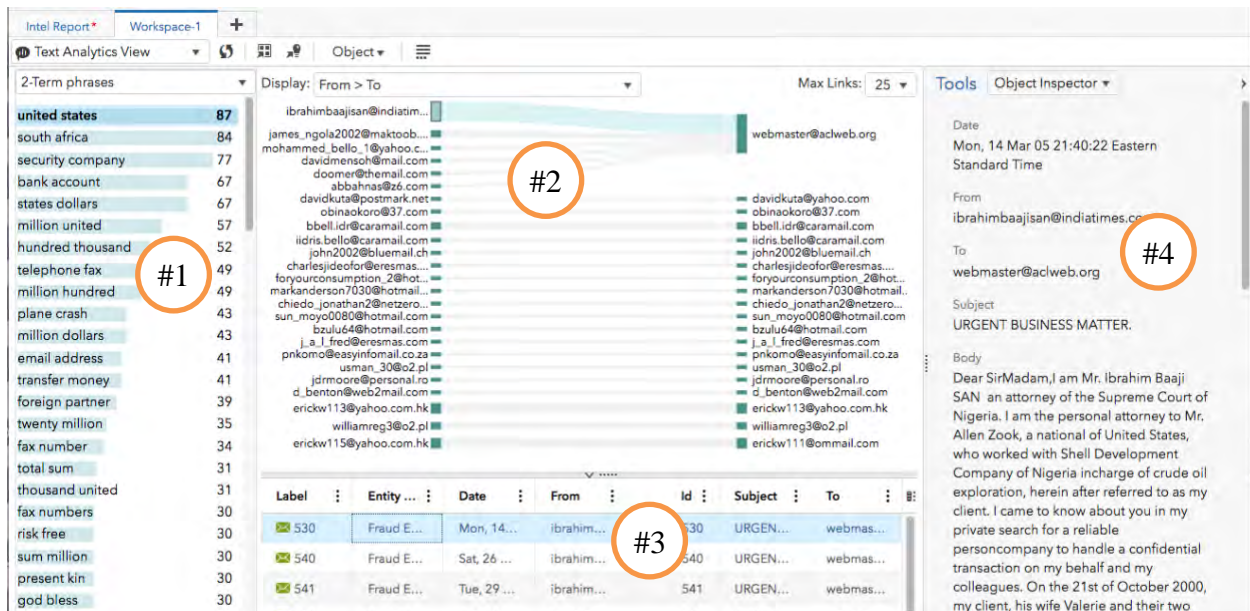 Intel Report*
Workspace-1
+
Text Analytics View
Object
2-Term phrases
united states 87
south africa 84
security company 77
bank account 67
states dollars 67
million united 57
hundred thousand 52
telephone fax 49
million hundred 49
plane crash 43
million dollars 43
email address 41
transfer money 41
foreign partner 39
twenty million 35
fax number 34
total sum 31
thousand united 31
fax numbers 30
risk free 30
sum million 30
present kin 30
god bless 30
#1
Display: From > To
Max Links: 25
ibrahimbaajisan@indiatim...
james_ngola2002@maktoob....
mohammed_bello_1@yahoo.c...
davidmensoh@mail.com
doomer@themail.com
abbahnas@z6.com
davidkuta@postmark.net
obinaokoro@37.com
bbell.idr@caramail.com
iidris.bello@caramail.com
john2002@bluemail.ch
charlesjideofor@eresmas....
foryourconsumption_2@hot...
markanderson7030@hotmail...
chiedo_jonathan2@netzero...
sun_moyo0080@hotmail.com
bzulu64@hotmail.com
j_a_l_fred@eresmas.com
pnkomo@easyinfomail.co.za
usman_30@o2.pl
jdrmoore@personal.ro
d_benton@web2mail.com
erickw113@yahoo.com.hk
williamreg3@o2.pl
erickw115@yahoo.com.hk
#2
webmaster@aclweb.org
davidkuta@yahoo.com
obinaokoro@37.com
bbell.idr@caramail.com
iidris.bello@caramail.com
john2002@bluemail.ch
charlesjideofor@eresmas....
foryourconsumption_2@hot...
markanderson7030@hotmail..
chiedo_jonathan2@netzero...
sun_moyo0080@hotmail.com
bzulu64@hotmail.com
j_a_l_fred@eresmas.com
pnkomo@easyinfomail.co.za
usman_30@o2.pl
jdrmoore@personal.ro
d_benton@web2mail.com
erickw113@yahoo.com.hk
williamreg3@o2.pl
erickw111@ommail.com
Label Entity ... Date From Id Subject To
530 Fraud E... Mon, 14... ibrahim... 530 URGEN... webmas...
540 Fraud E... Sat, 26 ... ibrahim... 540 URGEN... webmas...
541 Fraud E... Tue, 29 ... ibrahim... 541 URGEN... webmas...
#3
Tools Object Inspector
Date
Mon, 14 Mar 05 21:40:22 Eastern
Standard Time
From
ibrahimbaajisan@indiatimes.co
To
webmaster@aclweb.org
#4
Subject
URGENT BUSINESS MATTER.
Body
Dear SirMadam,I am Mr. Ibrahim Baaji
SAN an attorney of the Supreme Court of
Nigeria. I am the personal attorney to Mr.
Allen Zook, a national of United States,
who worked with Shell Development
Company of Nigeria incharge of crude oil
exploration, herein after referred to as my
client. I came to know about you in my
private search for a reliable
personcompany to handle a confidential
transaction on my behalf and my
colleagues. On the 21st of October 2000,
my client, his wife Valerie and their two